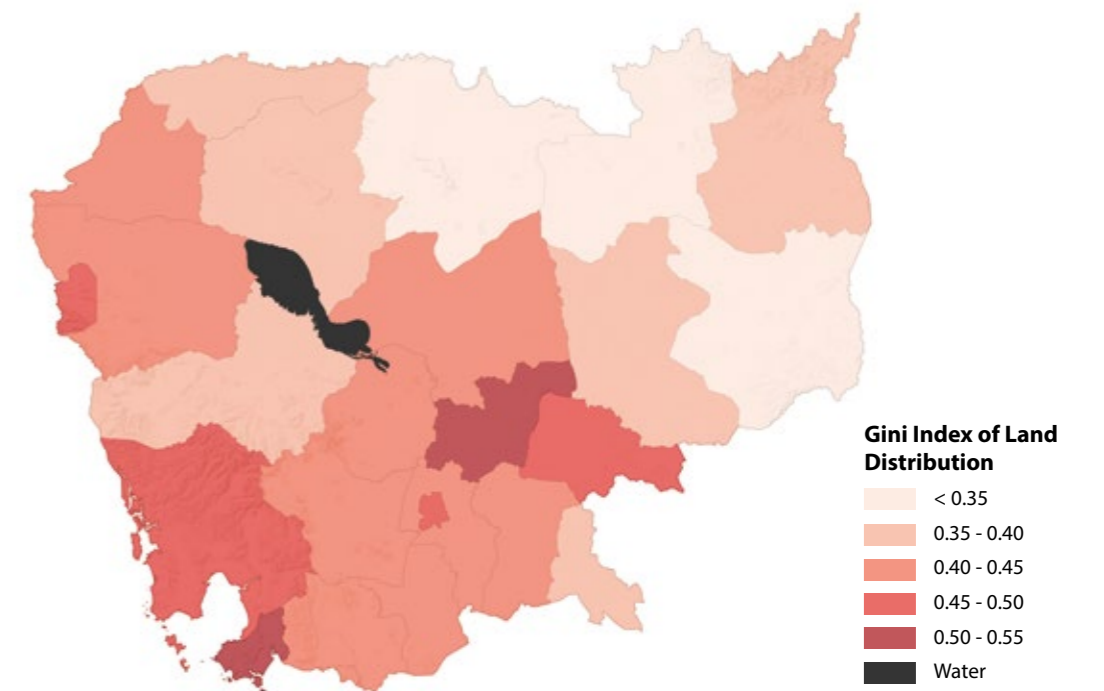 Gini Index of Land
Distribution
< 0.35
0.35 - 0.40
0.40 - 0.45
0.45 - 0.50
0.50 - 0.55
Water